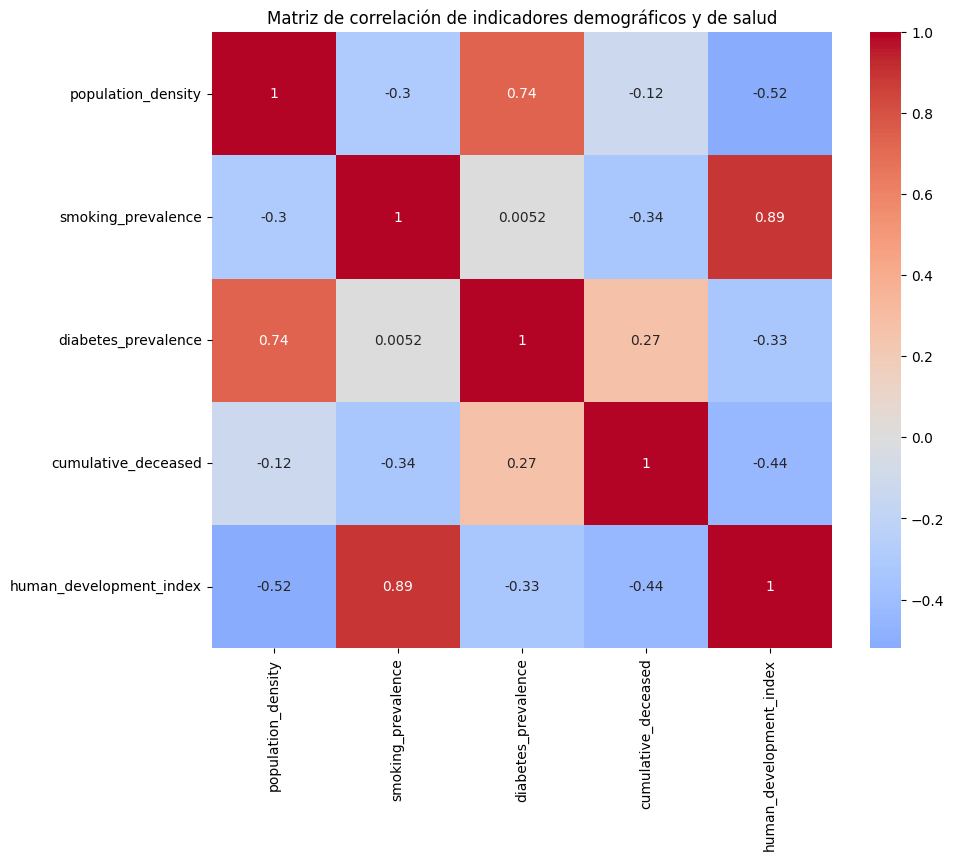 Matriz de correlación de indicadores demográficos y de salud
population_density 1 -0.3 0.74 -0.12 -0.52
smoking_prevalence -0.3 1 0.0052 -0.34 0.89
diabetes_prevalence 0.74 0.0052 1 0.27 -0.33
cumulative_deceased -0.12 -0.34 0.27 1 -0.44
human_development_index -0.52 0.89 -0.33 -0.44 1
population_density
smoking_prevalence
diabetes_prevalence
cumulative_deceased
human_development_index
1.0
0.8
0.6
0.4
0.2
0.0
−0.2
−0.4